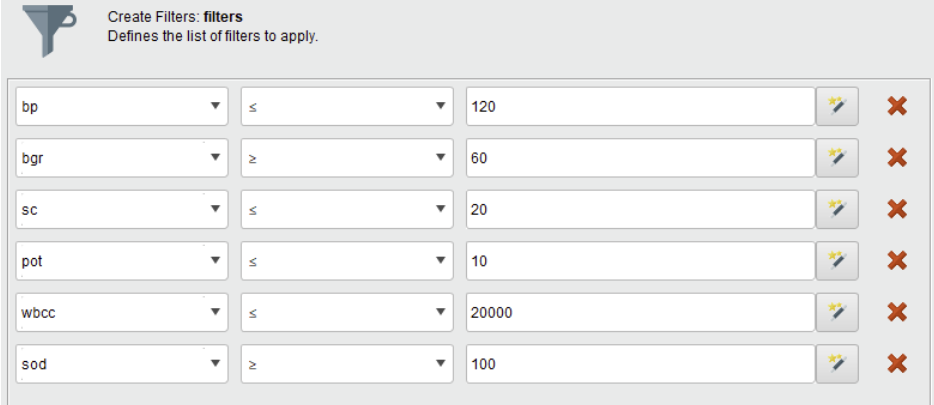 Create Filters: filters
Defines the list of filters to apply.
bp ≤ 120
bgr ≥ 60
sc ≤ 20
pot ≤ 10
wbcc ≤ 20000
sod ≥ 100